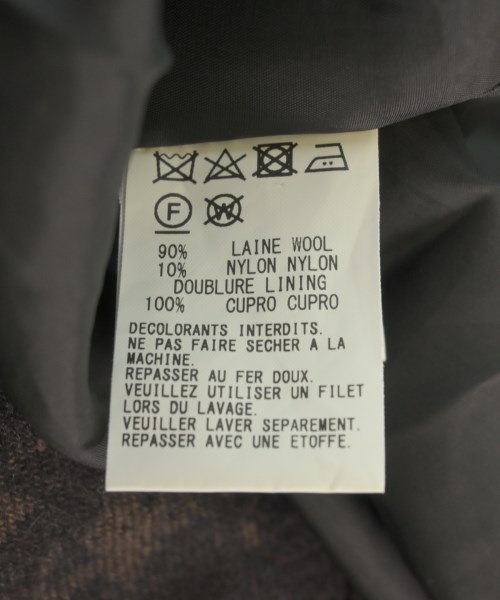 F W
90% LAINE WOOL
10% NYLON NYLON
DOUBLURE LINING
100% CUPRO CUPRO
DECOLORANTS INTERDITS.
NE PAS FAIRE SECHER A LA
MACHINE.
REPASSER AU FER DOUX.
VEUILLEZ UTILISER UN FILET
LORS DU LAVAGE.
VEUILLER LAVER SEPAREMENT.
REPASSER AVEC UNE ETOFFE.